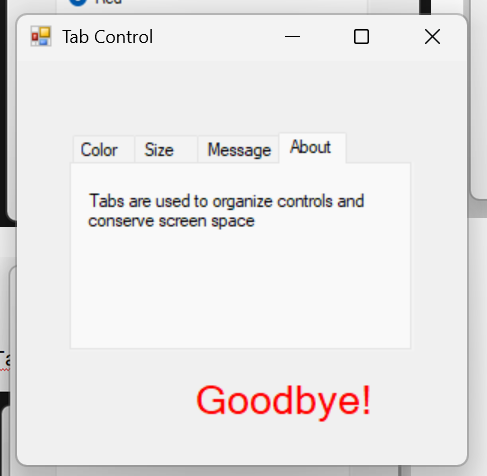 Tab Control
Color Size Message About
Tabs are used to organize controls and
conserve screen space
Goodbye!